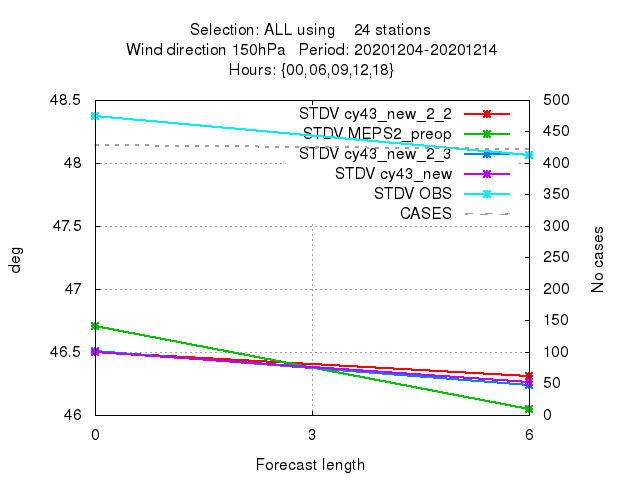 Selection: ALL using    24 stations
Wind direction 150hPa   Period: 20201204-20201214
Hours: {00,06,09,12,18}
48.5
48
47.5
47
46.5
46
500
450
400
350
300
250
200
150
100
50
0
STDV cy43_new_2_2
STDV MEPS2_preop
STDV cy43_new_2_3
STDV cy43_new
STDV OBS
CASES
deg
No cases
0
3
6
Forecast length